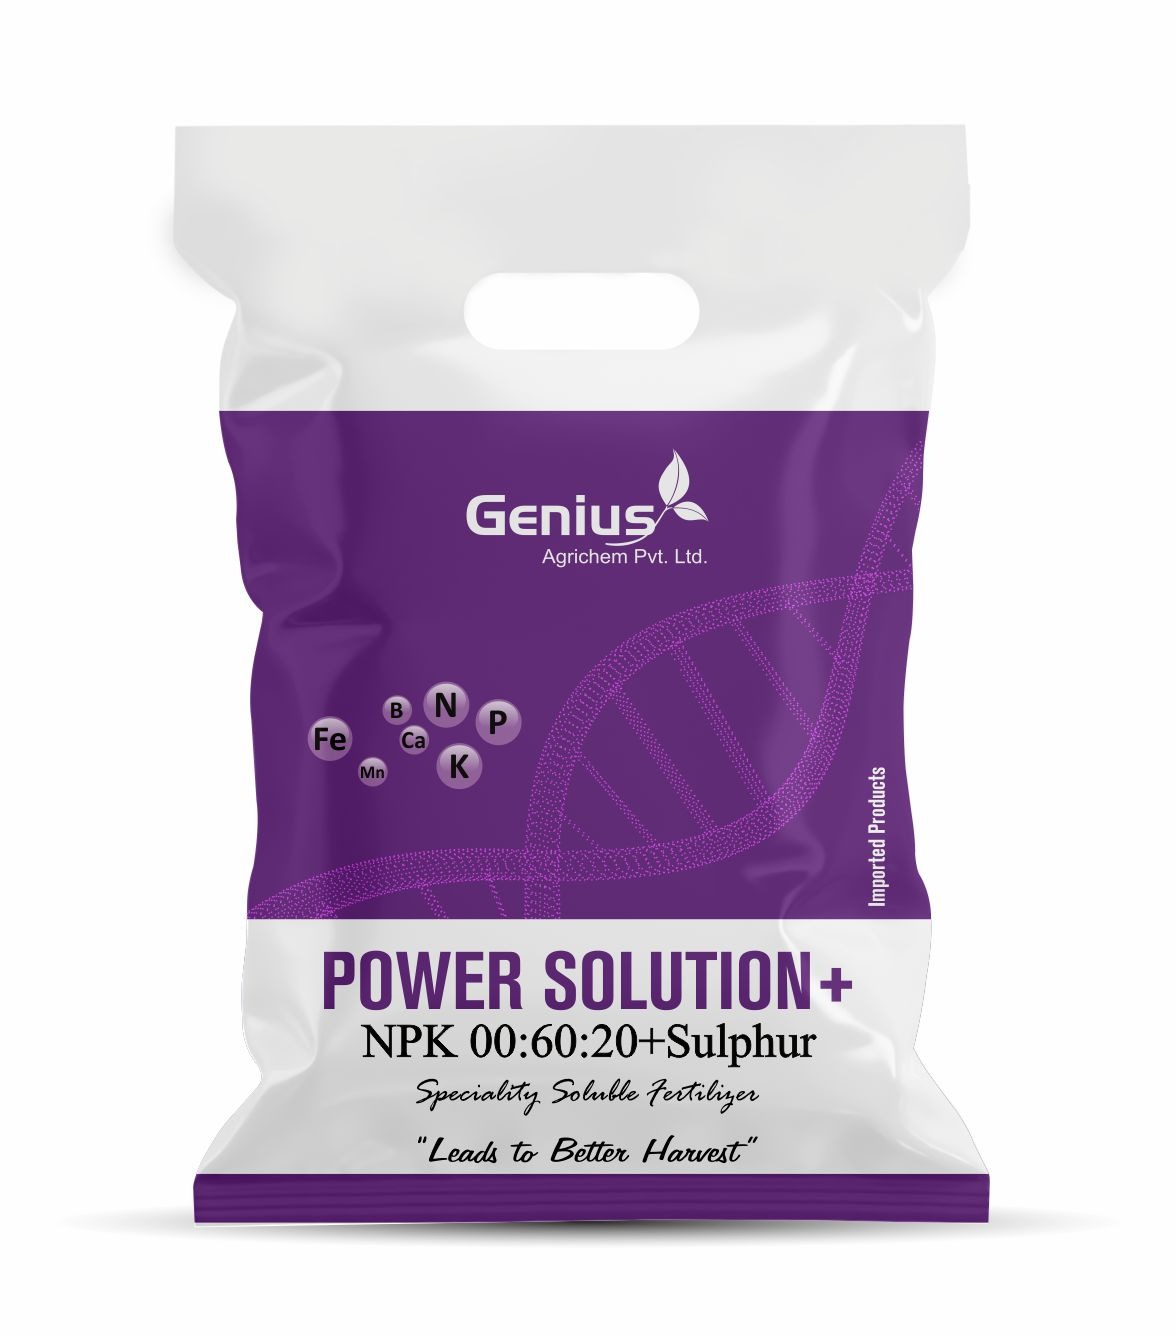 Genius
Agrichem Pvt. Ltd.
B
N
P
Fe
Ca
Mn
K
Imported Products
POWER SOLUTION+
NPK 00:60:20+Sulphur
Speciality Soluble Fertilizer
"Leads to Better Harvest"